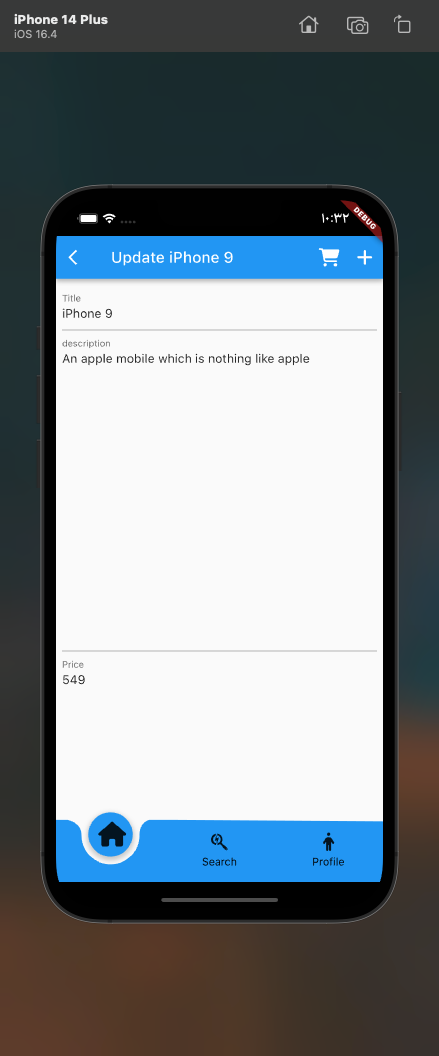 iPhone 14 Plus
iOS 16.4
١٠:٣٢
DEBUG
Update iPhone 9
Title
iPhone 9
description
An apple mobile which is nothing like apple
Price
549
Search
Profile